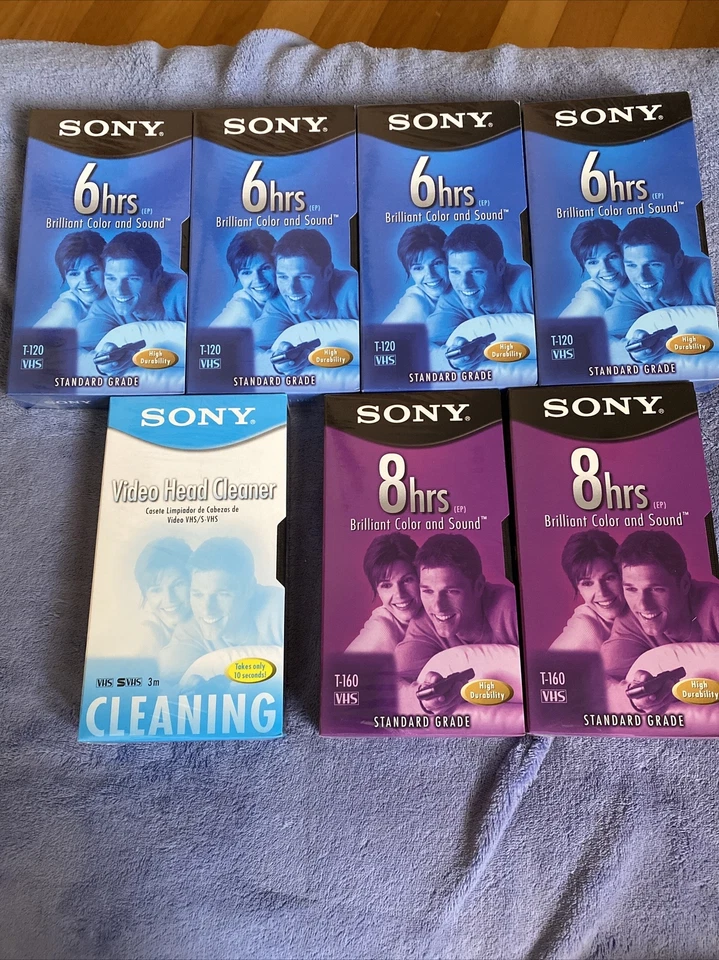 SONY®
6hrs (EP)
Brilliant Color and Sound™
T-120
VHS
High
Durability
STANDARD GRADE
SONY®
6hrs (EP)
Brilliant Color and Sound™
T-120
VHS
High
Durability
STANDARD GRADE
SONY®
6hrs (EP)
Brilliant Color and Sound™
T-120
VHS
High
Durability
STANDARD GRADE
SONY®
6hrs (EP)
Brilliant Color and Sound™
T-120
VHS
High
Durability
STANDARD GRADE
SONY
SONY®
Video Head Cleaner
Casete Limpiador de Cabezas de
Video VHS/S-VHS
Takes only
10 seconds!
VHS SVHS 3m
CLEANING
SONY®
8hrs (EP)
Brilliant Color and Sound™
T-160
VHS
High
Durability
STANDARD GRADE
SONY®
8hrs (EP)
Brilliant Color and Sound™
T-160
VHS
High
Durability
STANDARD GRADE